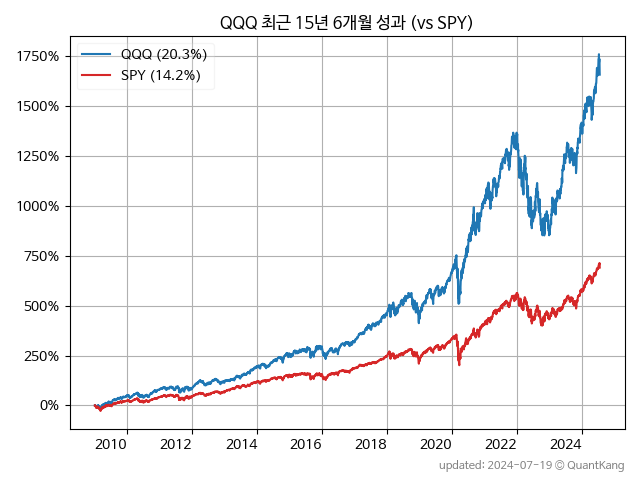 QQQ 최근 15년 6개월 성과 (vs SPY)
QQQ (20.3%)
SPY (14.2%)
1750%
1500%
1250%
1000%
750%
500%
250%
0%
2010 2012 2014 2016 2018 2020 2022 2024
updated: 2024-07-19 © QuantKang